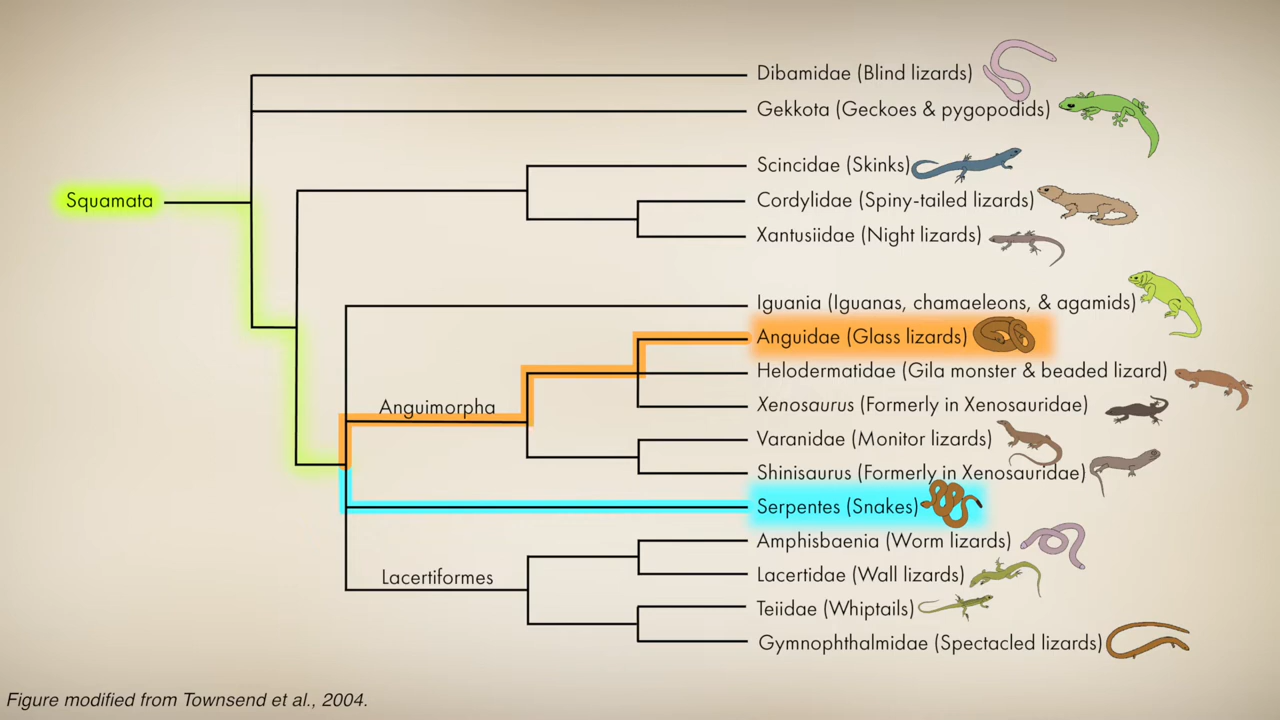 Dibamidae (Blind lizards)
Gekkota (Geckoes & pygopodids)
Scincidae (Skinks)
Squamata
Cordylidae (Spiny-tailed lizards)
Xantusiidae (Night lizards)
Iguania (Iguanas, chamaeleons, & agamids)
Anguidae (Glass lizards)
Helodermatidae (Gila monster & beaded lizard)
Anguimorpha
Xenosaurus (Formerly in Xenosauridae)
Varanidae (Monitor lizards)
Shinisaurus (Formerly in Xenosauridae)
Serpentes (Snakes)
Amphisbaenia (Worm lizards)
Lacertiformes
Lacertidae (Wall lizards)
Teiidae (Whiptails)
Gymnophthalmidae (Spectacled lizards)
Figure modified from Townsend et al., 2004.